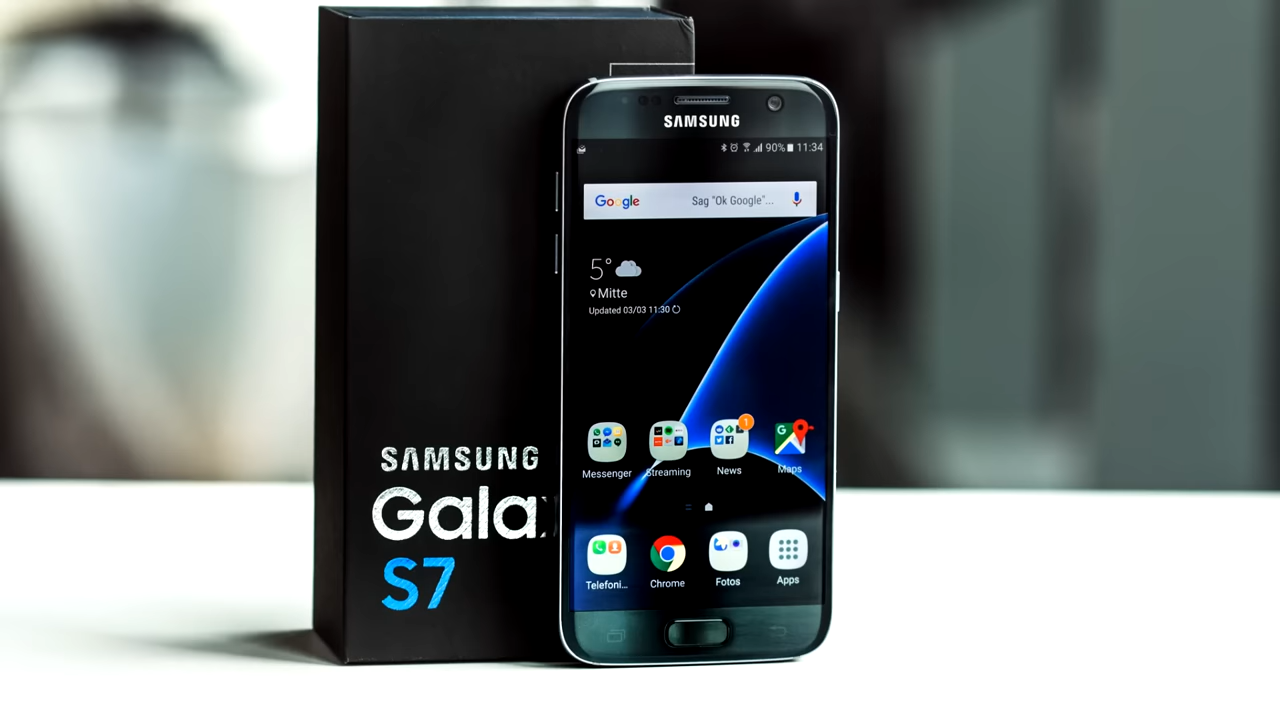 SAMSUNG
Gala
S7
SAMSUNG
90% 11:34
Google Sag "Ok Google"...
5°
Mitte
Updated 03/03 11:30
1
G
Messenger Streaming News Maps
Telefoni... Chrome Fotos Apps